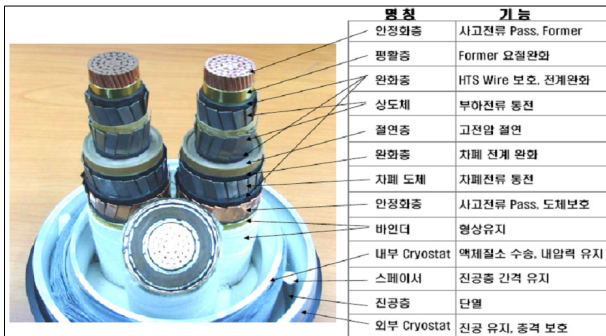 명 칭 기 능
안정화층 사고전류 Pass, Former
평활층 Former 요철완화
완화층 HTS Wire 보호, 전계완화
상도체 부하전류 통전
절연층 고전압 절연
완화층 차폐 전계 완화
차폐 도체 차폐전류 통전
안정화층 사고전류 Pass, 도체보호
바인더 형상유지
내부 Cryostat 액체질소 수송, 내압력 유지
스페이서 진공층 간격 유지
진공층 단열
외부 Cryostat 진공 유지, 충격 보호